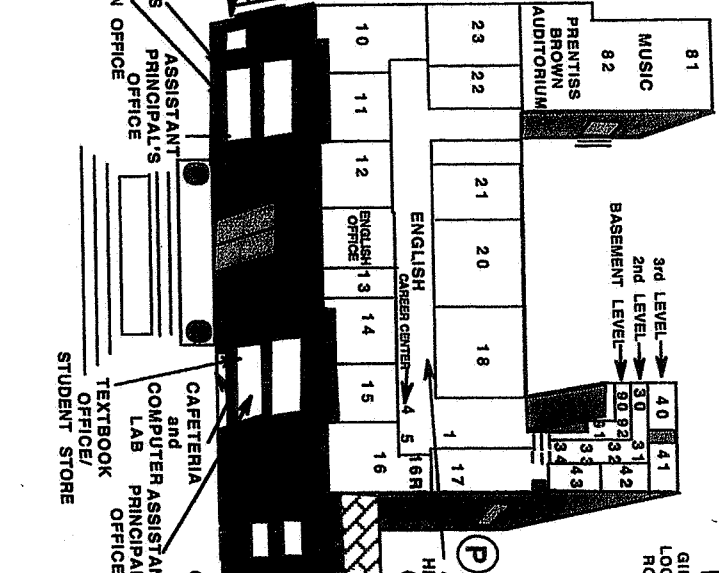 81
MUSIC
82
PRENTISS
BROWN
AUDITORIUM
3rd LEVEL
2nd LEVEL
BASEMENT LEVEL
40
41
30
31
32
33
34
42
43
90
92
91
23
22
21
20
18
1
17
ENGLISH
CAREER CENTER
4
5
16R
10
11
12
ENGLISH
OFFICE
13
14
15
16
P
ASSISTANT
PRINCIPAL'S
OFFICE
OFFICE
CAFETERIA
and
COMPUTER
LAB
TEXTBOOK
OFFICE/
STUDENT STORE